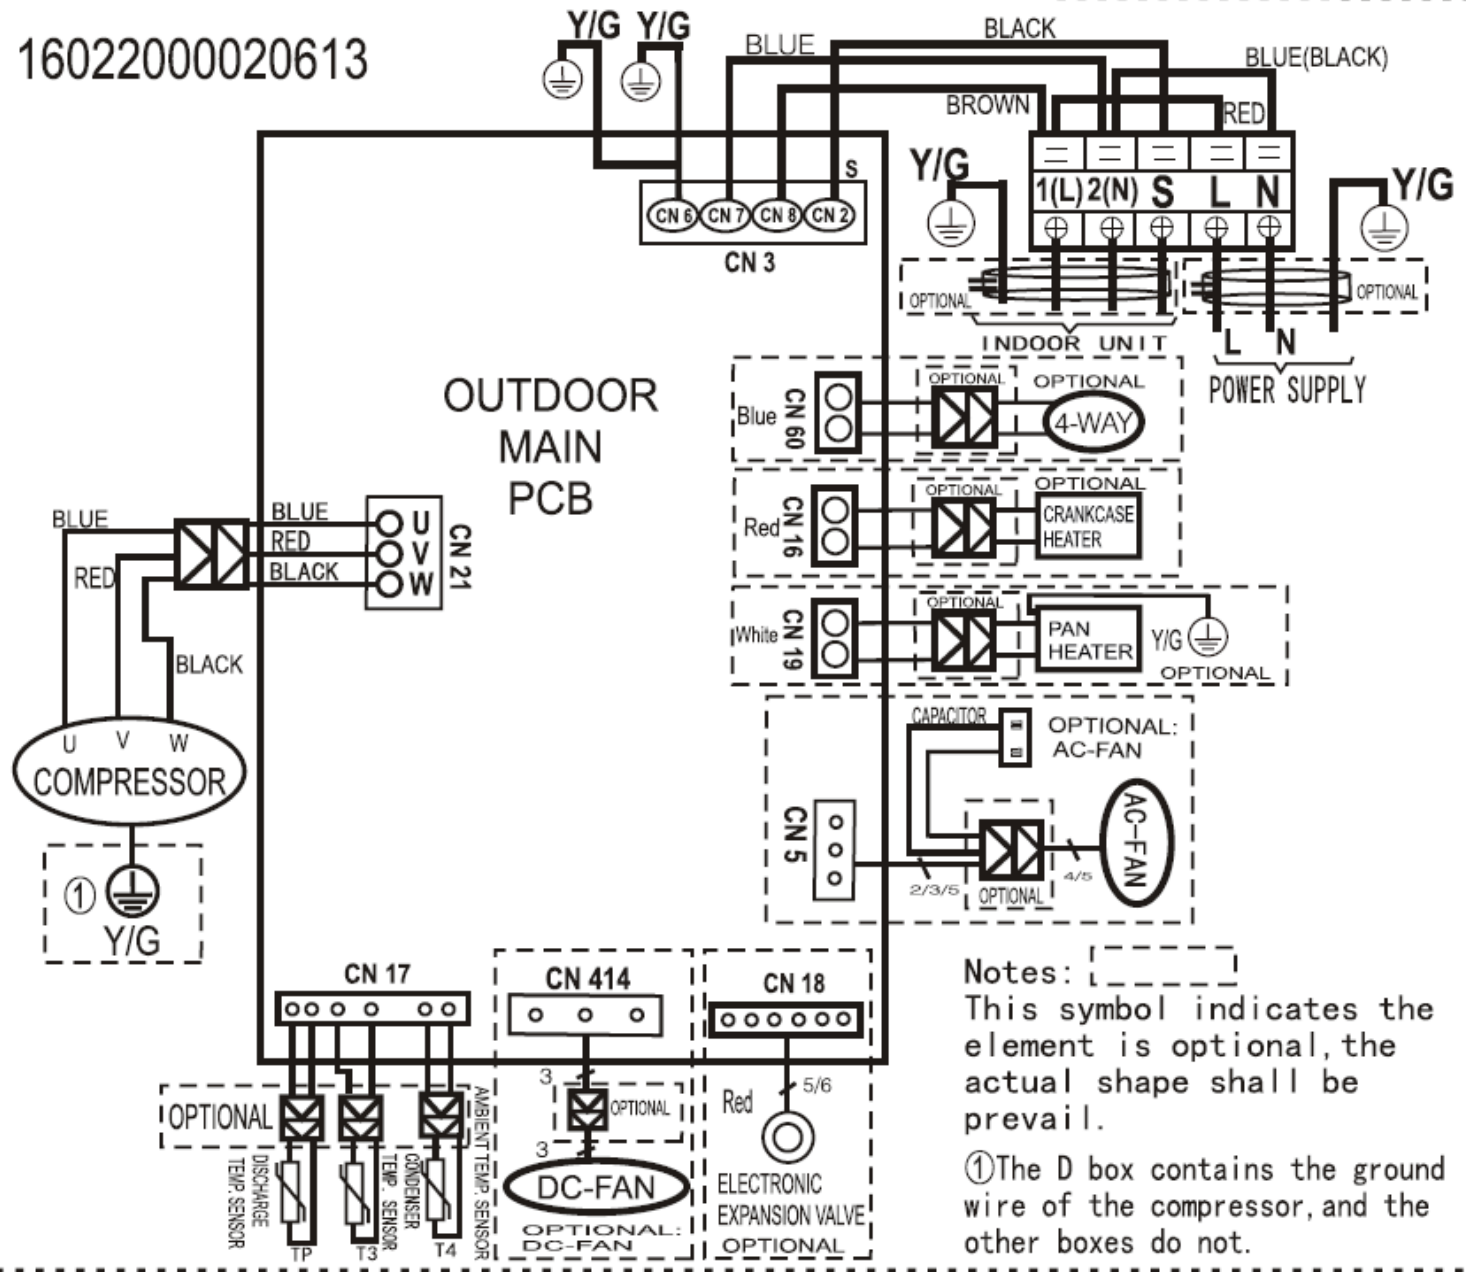 16022000020613
Y/G Y/G
BLUE
BLACK
BLUE(BLACK)
BROWN
RED
Y/G
1(L) 2(N) S L N
Y/G
S
CN 6 CN 7 CN 8 CN 2
CN 3
OPTIONAL
OPTIONAL
INDOOR UNIT
L N
POWER SUPPLY
OUTDOOR
MAIN
PCB
Blue
CN 60
OPTIONAL
OPTIONAL
4-WAY
Red
CN 16
OPTIONAL
OPTIONAL
CRANKCASE
HEATER
White
CN 19
OPTIONAL
PAN
HEATER
Y/G
OPTIONAL
BLUE
RED
BLACK
BLUE
RED
BLACK
U
V
W
CN 21
U V W
COMPRESSOR
①
Y/G
CAPACITOR
OPTIONAL:
AC-FAN
CN 5
2/3/5
OPTIONAL
4/5
AC-FAN
CN 17
OPTIONAL
DISCHARGE
TEMP. SENSOR
TP
CONDENSER
TEMP. SENSOR
T3
AMBIENT TEMP. SENSOR
T4
CN 414
3
OPTIONAL
3
DC-FAN
OPTIONAL:
DC-FAN
CN 18
Red
5/6
ELECTRONIC
EXPANSION VALVE
OPTIONAL
Notes:
This symbol indicates the
element is optional,the
actual shape shall be
prevail.
①The D box contains the ground
wire of the compressor,and the
other boxes do not.